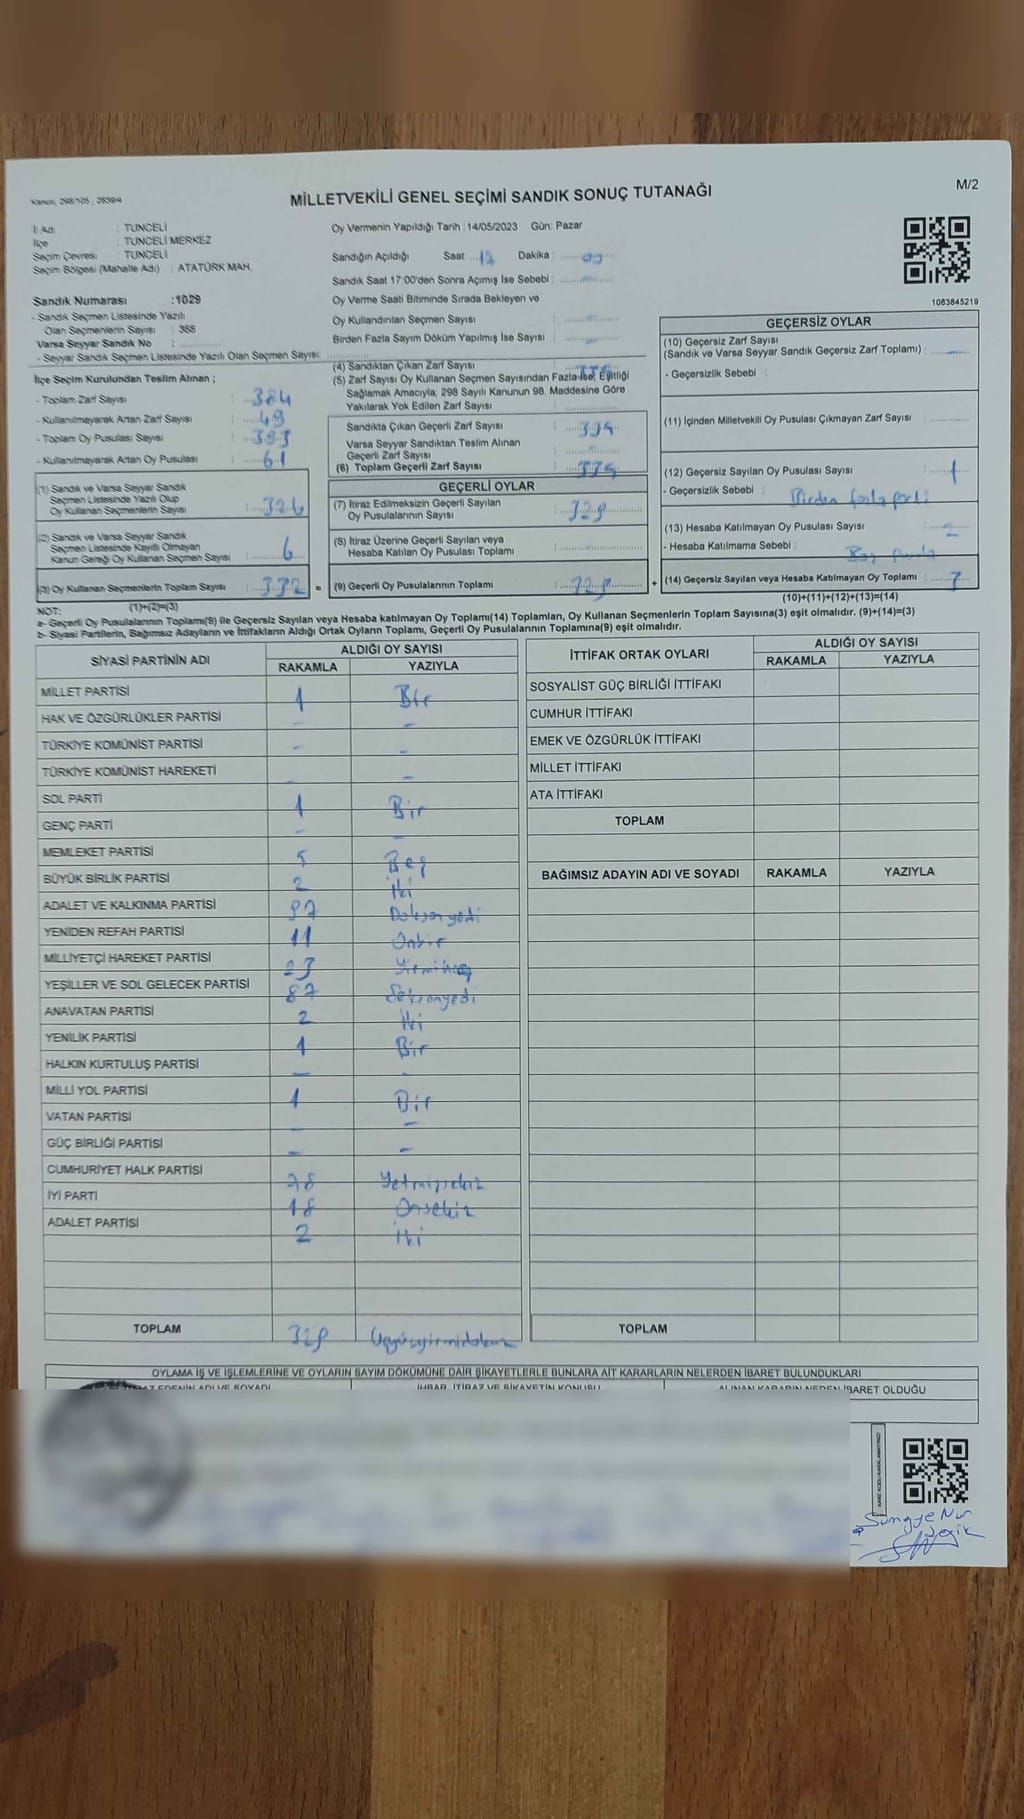 Kanun, 298/105 , 2839/4
MİLLETVEKİLİ GENEL SEÇİMİ SANDIK SONUÇ TUTANAĞI
M/2
İl Adı : TUNCELİ
İlçe : TUNCELİ MERKEZ
Seçim Çevresi : TUNCELİ
Seçim Bölgesi (Mahalle Adı) : ATATÜRK MAH.
Sandık Numarası :1029
- Sandık Seçmen Listesinde Yazılı
Olan Seçmenlerin Sayısı : 368
Varsa Seyyar Sandık No :
- Seyyar Sandık Seçmen Listesinde Yazılı Olan Seçmen Sayısı:
Oy Vermenin Yapıldığı Tarih :14/05/2023 Gün: Pazar
Sandığın Açıldığı Saat: Dakika : 00
Sandık Saat 17:00'den Sonra Açımış İse Sebebi :
Oy Verme Saati Bitiminde Sırada Bekleyen ve
Oy Kullandırılan Seçmen Sayısı :
Birden Fazla Sayım Döküm Yapılmış İse Sayısı :
1083845219
İlçe Seçim Kurulundan Teslim Alınan ;
- Toplam Zarf Sayısı : 384
- Kullanılmayarak Artan Zarf Sayısı : 49
- Toplam Oy Pusulası Sayısı : 393
- Kullanılmayarak Artan Oy Pusulası : 61
(1) Sandık ve Varsa Seyyar Sandık
Seçmen Listesinde Yazılı Olup
Oy Kullanan Seçmenlerin Sayısı : 326
(2) Sandık ve Varsa Seyyar Sandık
Seçmen Listesinde Kayıtlı Olmayan
Kanun Gereği Oy Kullanan Seçmen Sayısı : 6
(3) Oy Kullanan Seçmenlerin Toplam Sayısı : 332 =
(1)+(2)=(3)
(4) Sandıktan Çıkan Zarf Sayısı :
(5) Zarf Sayısı Oy Kullanan Seçmen Sayısından Fazla İse, Eşitliği
Sağlamak Amacıyla, 298 Sayılı Kanunun 98. Maddesine Göre
Yakılarak Yok Edilen Zarf Sayısı :
Sandıkta Çıkan Geçerli Zarf Sayısı : 334
Varsa Seyyar Sandıktan Teslim Alınan
Geçerli Zarf Sayısı :
(6) Toplam Geçerli Zarf Sayısı : 334
GEÇERLİ OYLAR
(7) İtiraz Edilmeksizin Geçerli Sayılan
Oy Pusulalarının Sayısı : 329
(8) İtiraz Üzerine Geçerli Sayılan veya
Hesaba Katılan Oy Pusulası Toplamı :
(9) Geçerli Oy Pusulalarının Toplamı : 329 +
GEÇERSİZ OYLAR
(10) Geçersiz Zarf Sayısı
(Sandık ve Varsa Seyyar Sandık Geçersiz Zarf Toplamı) :
- Geçersizlik Sebebi :
(11) İçinden Milletvekili Oy Pusulası Çıkmayan Zarf Sayısı :
(12) Geçersiz Sayılan Oy Pusulası Sayısı : 1
- Geçersizlik Sebebi : Birden fazla parti
(13) Hesaba Katılmayan Oy Pusulası Sayısı : 2
- Hesaba Katılmama Sebebi : Boş pusula
(14) Geçersiz Sayılan veya Hesaba Katılmayan Oy Toplamı :
(10)+(11)+(12)+(13)=(14)
NOT:
a- Geçerli Oy Pusulalarının Toplamı(9) ile Geçersiz Sayılan veya Hesaba katılmayan Oy Toplamı(14) Toplamları, Oy Kullanan Seçmenlerin Toplam Sayısına(3) eşit olmalıdır. (9)+(14)=(3)
b- Siyasi Partilerin, Bağımsız Adayların ve İttifakların Aldığı Ortak Oyların Toplamı, Geçerli Oy Pusulalarının Toplamına(9) eşit olmalıdır.
SİYASİ PARTİNİN ADI ALDIĞI OY SAYISI
RAKAMLA YAZIYLA
MİLLET PARTİSİ 1 Bir
HAK VE ÖZGÜRLÜKLER PARTİSİ - -
TÜRKİYE KOMÜNİST PARTİSİ - -
TÜRKİYE KOMÜNİST HAREKETİ - -
SOL PARTİ 1 Bir
GENÇ PARTİ - -
MEMLEKET PARTİSİ 5 Beş
BÜYÜK BİRLİK PARTİSİ 2 İki
ADALET VE KALKINMA PARTİSİ 97 Doksan yedi
YENİDEN REFAH PARTİSİ 11 Onbir
MİLLİYETÇİ HAREKET PARTİSİ 23 Yirmi üç
YEŞİLLER VE SOL GELECEK PARTİSİ 87 Seksenyedi
ANAVATAN PARTİSİ 2 İki
YENİLİK PARTİSİ 1 Bir
HALKIN KURTULUŞ PARTİSİ - -
MİLLİ YOL PARTİSİ 1 Bir
VATAN PARTİSİ - -
GÜÇ BİRLİĞİ PARTİSİ - -
CUMHURİYET HALK PARTİSİ 78 Yetmişsekiz
İYİ PARTİ 18 Onsekiz
ADALET PARTİSİ 2 İki
TOPLAM 329 Üçyüzyirmidokuz
İTTİFAK ORTAK OYLARI ALDIĞI OY SAYISI
RAKAMLA YAZIYLA
SOSYALİST GÜÇ BİRLİĞİ İTTİFAKI
CUMHUR İTTİFAKI
EMEK VE ÖZGÜRLÜK İTTİFAKI
MİLLET İTTİFAKI
ATA İTTİFAKI
TOPLAM
BAĞIMSIZ ADAYIN ADI VE SOYADI RAKAMLA YAZIYLA
TOPLAM
OYLAMA İŞ VE İŞLEMLERİNE VE OYLARIN SAYIM DÖKÜMÜNE DAİR ŞİKAYETLERLE BUNLARA AİT KARARLARIN NELERDEN İBARET BULUNDUKLARI
İHBAR, İTİRAZ VE ŞİKAYETİN KONUSU
ALINAN KARARIN NEDEN İBARET OLDUĞU
Nur